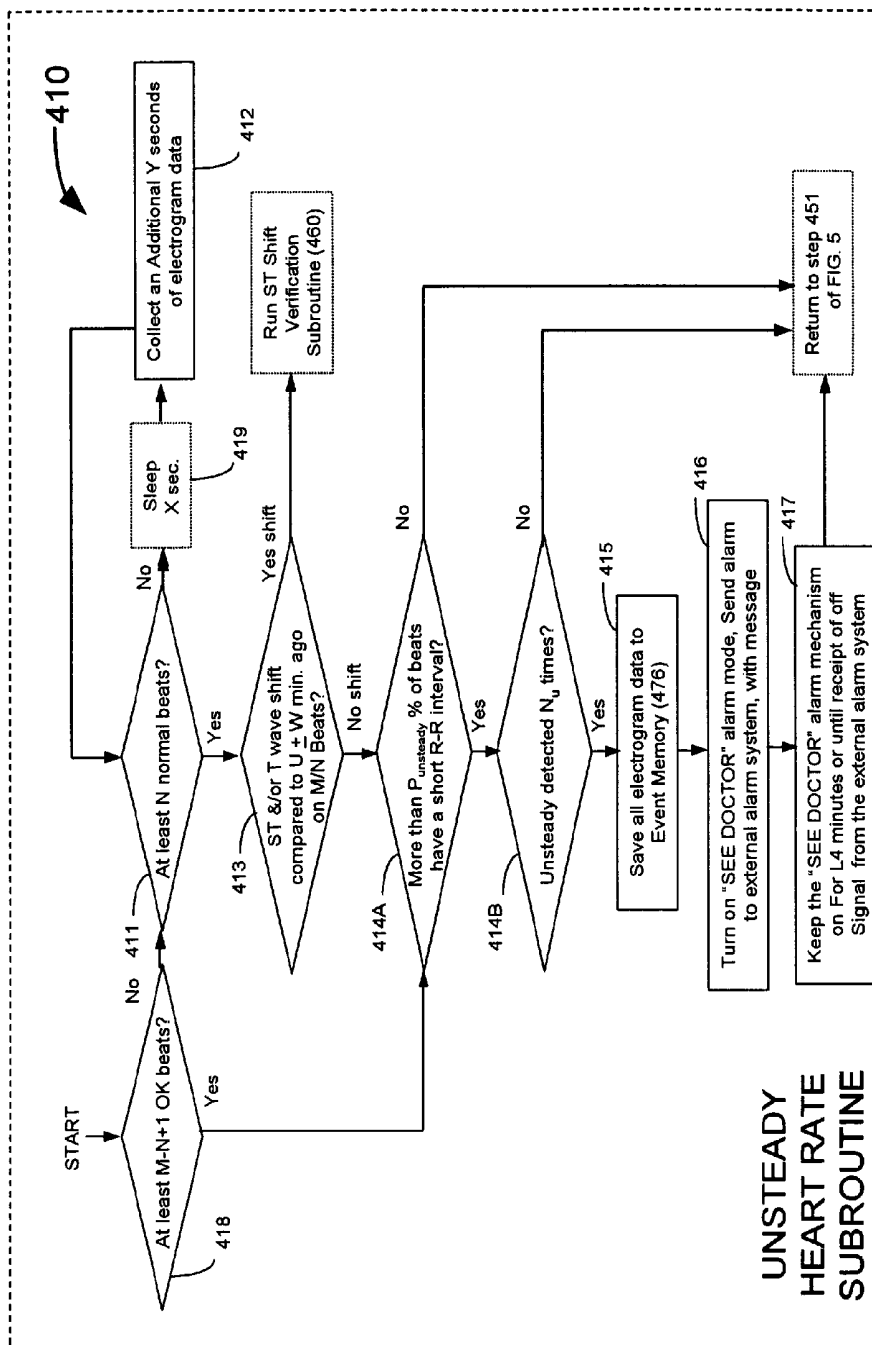 410
START
At least M-N+1 OK beats?
418
No
Yes
At least N normal beats?
411
No
Yes
Sleep
X sec.
419
Collect an Additional Y seconds
of electrogram data
412
ST &/or T wave shift
compared to U ± W min. ago
on M/N Beats?
413
Yes shift
No shift
Run ST Shift
Verification
Subroutine (460)
More than Punsteady % of beats
have a short R-R interval?
414A
No
Yes
Unsteady detected Nu times?
414B
No
Yes
Save all electrogram data to
Event Memory (476)
415
Turn on "SEE DOCTOR" alarm mode, Send alarm
to external alarm system, with message
416
Keep the "SEE DOCTOR" alarm mechanism
on For L4 minutes or until receipt of off
Signal from the external alarm system
417
Return to step 451
of FIG. 5
UNSTEADY
HEART RATE
SUBROUTINE